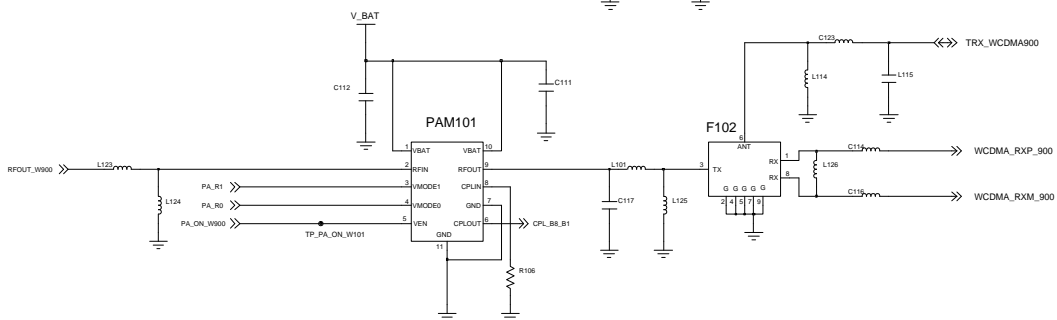 V_BAT
C123
TRX_WCDMA900
L114
L115
C112
C111
PAM101
F102
6
ANT
1
VBAT
VBAT
10
RFOUT_W900
L123
2
RFIN
RFOUT
9
L101
3
TX
RX
1
C114
WCDMA_RXP_900
L126
PA_R1
3
VMODE1
CPLIN
8
RX
8
C116
WCDMA_RXM_900
L124
PA_R0
4
VMODE0
GND
7
C117
L125
G G G G G
2 4 5 7 9
PA_ON_W900
5
VEN
CPLOUT
6
CPL_B8_B1
TP_PA_ON_W101
GND
11
R106